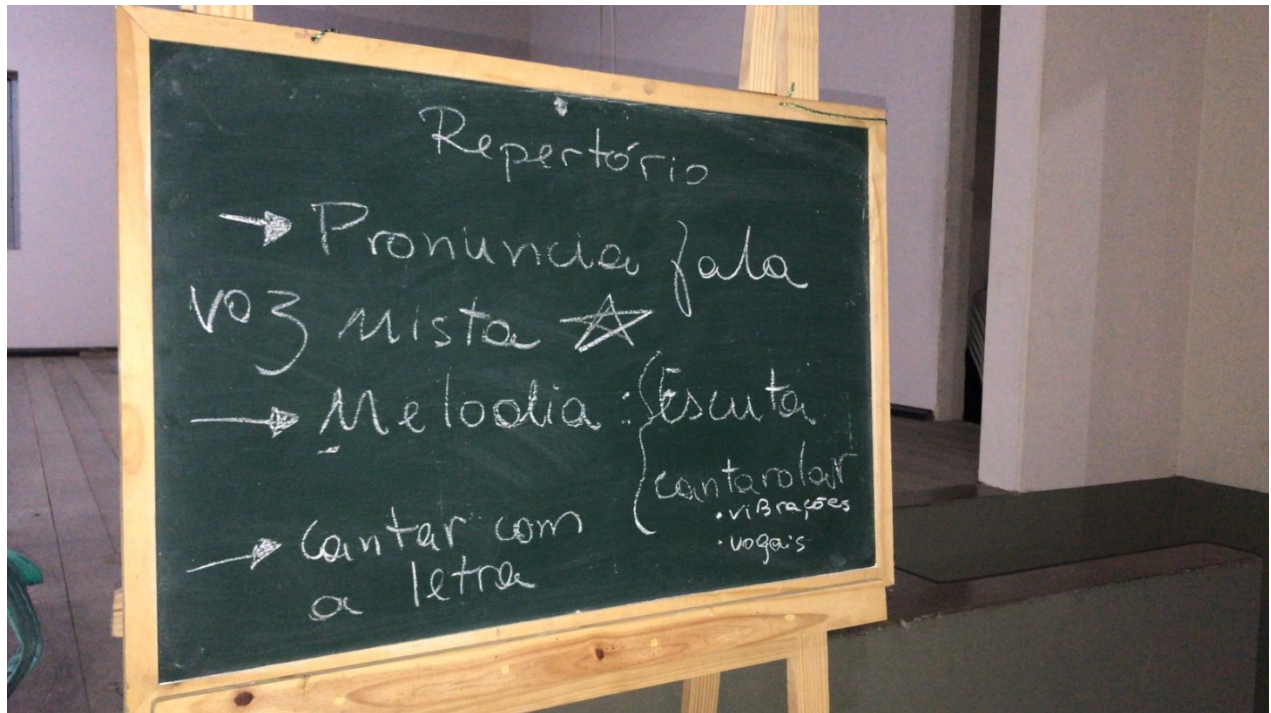 Repertório
→ Pronuncia fala
voz mista ☆
→ Melodia: { Escuta
cantarolar
• viBrações
• vogais
→ Cantar com
a letra